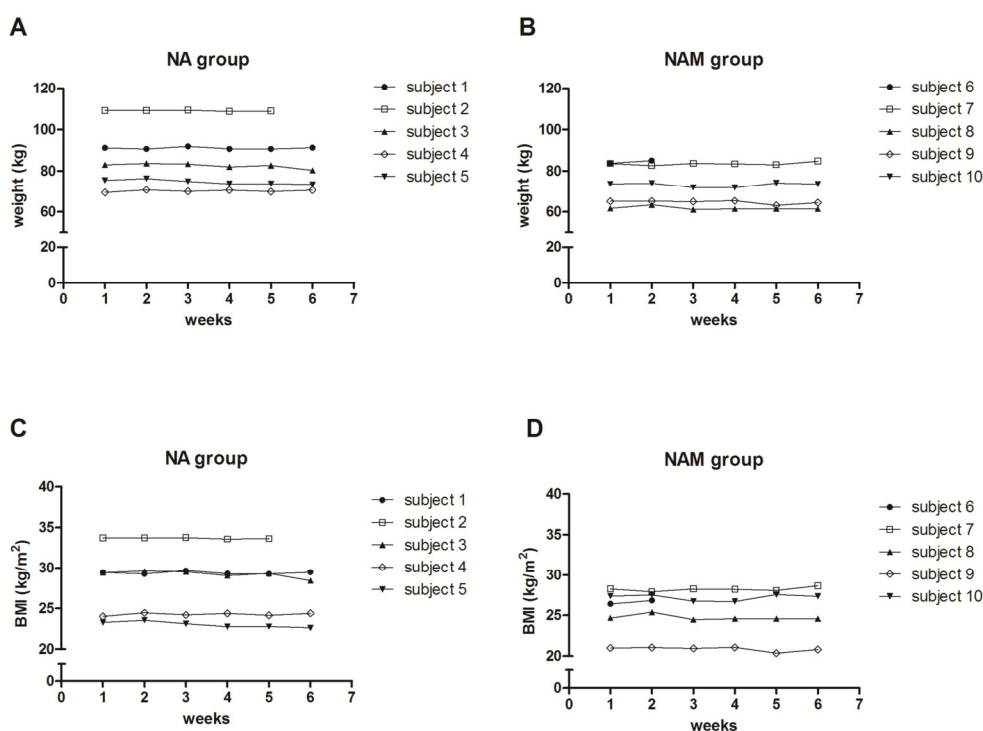 A
NA group
weight (kg)
120
100
80
60
20
0
0 1 2 3 4 5 6 7
weeks
subject 1
subject 2
subject 3
subject 4
subject 5
B
NAM group
weight (kg)
120
100
80
60
20
0
0 1 2 3 4 5 6 7
weeks
subject 6
subject 7
subject 8
subject 9
subject 10
C
NA group
BMI (kg/m²)
40
35
30
25
20
0
0 1 2 3 4 5 6 7
weeks
subject 1
subject 2
subject 3
subject 4
subject 5
D
NAM group
BMI (kg/m²)
40
35
30
25
20
0
0 1 2 3 4 5 6 7
weeks
subject 6
subject 7
subject 8
subject 9
subject 10